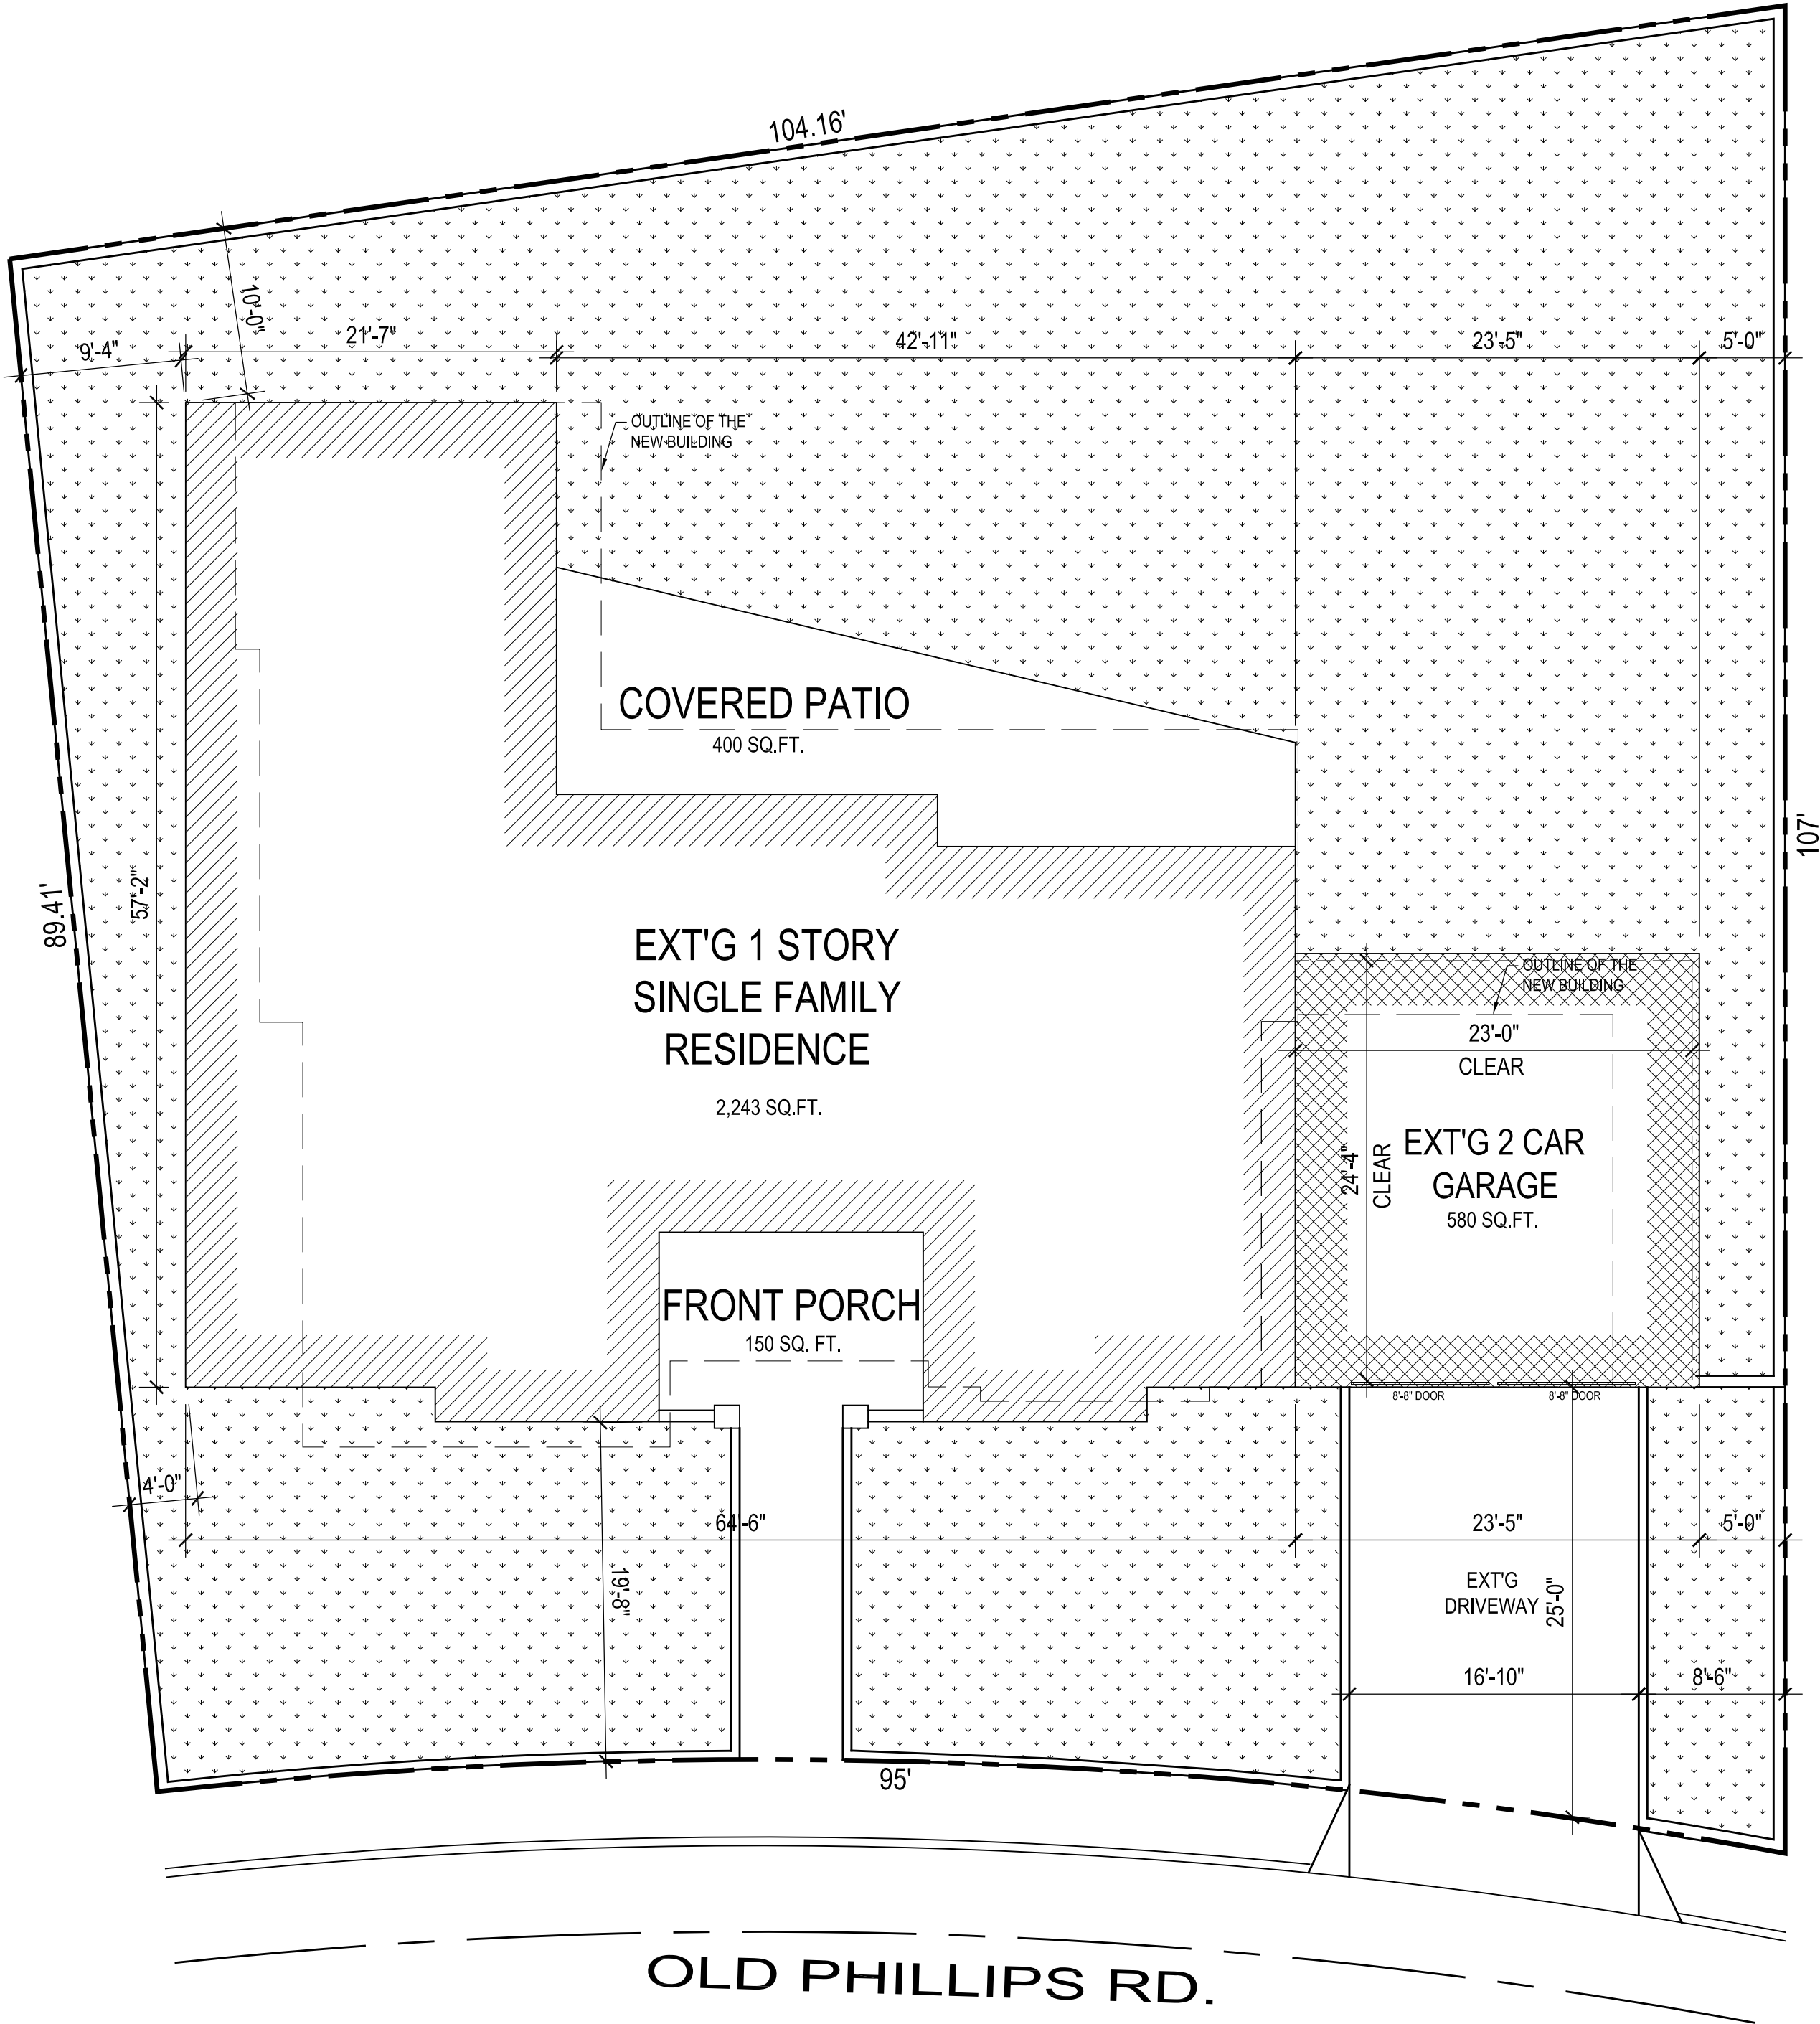 104.16'
10'-0"
9'-4"
21'-7"
42'-11"
23'-5"
5'-0"
OUTLINE OF THE
NEW BUILDING
COVERED PATIO
400 SQ.FT.
107'
57'-2"
89.41'
EXT'G 1 STORY
SINGLE FAMILY
RESIDENCE
2,243 SQ.FT.
OUTLINE OF THE
NEW BUILDING
23'-0"
CLEAR
24'-4"
CLEAR
EXT'G 2 CAR
GARAGE
580 SQ.FT.
FRONT PORCH
150 SQ. FT.
8'-8" DOOR
8'-8" DOOR
4'-0"
64'-6"
23'-5"
5'-0"
19'-8"
EXT'G
DRIVEWAY
25'-0"
16'-10"
8'-6"
95'
OLD PHILLIPS RD.